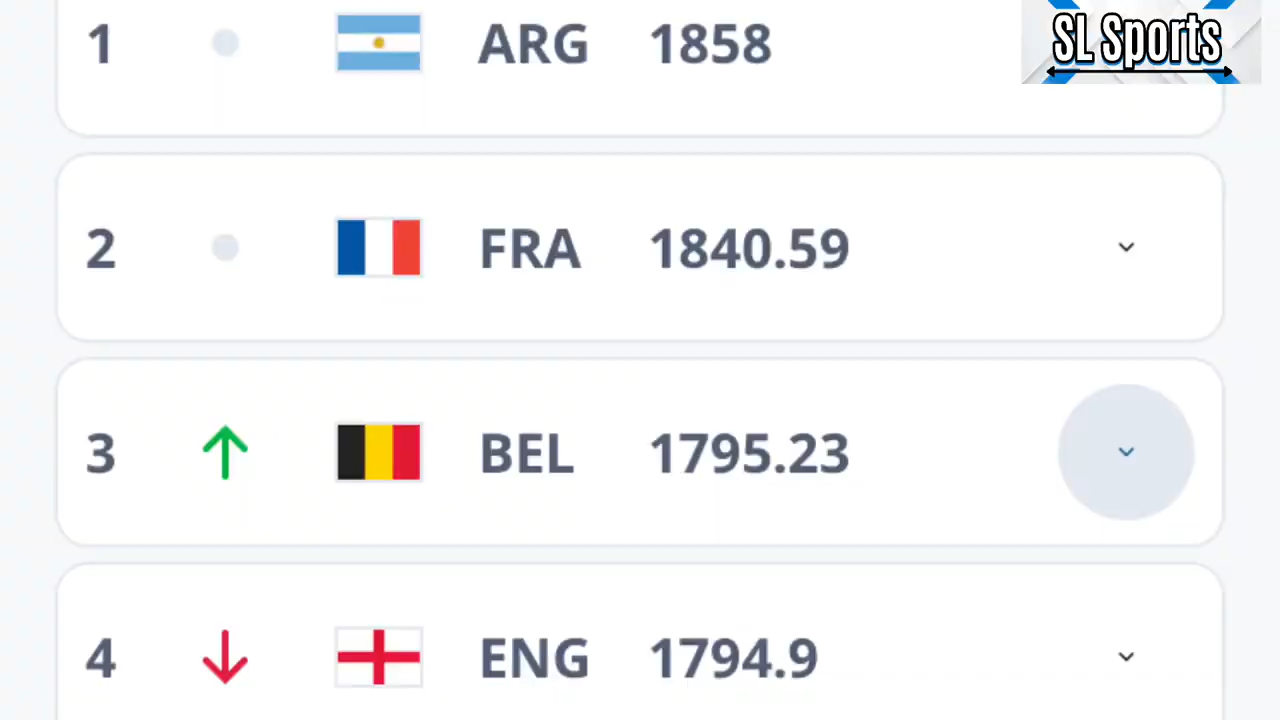 1 ARG 1858
SL Sports
2 FRA 1840.59
3 BEL 1795.23
4 ENG 1794.9